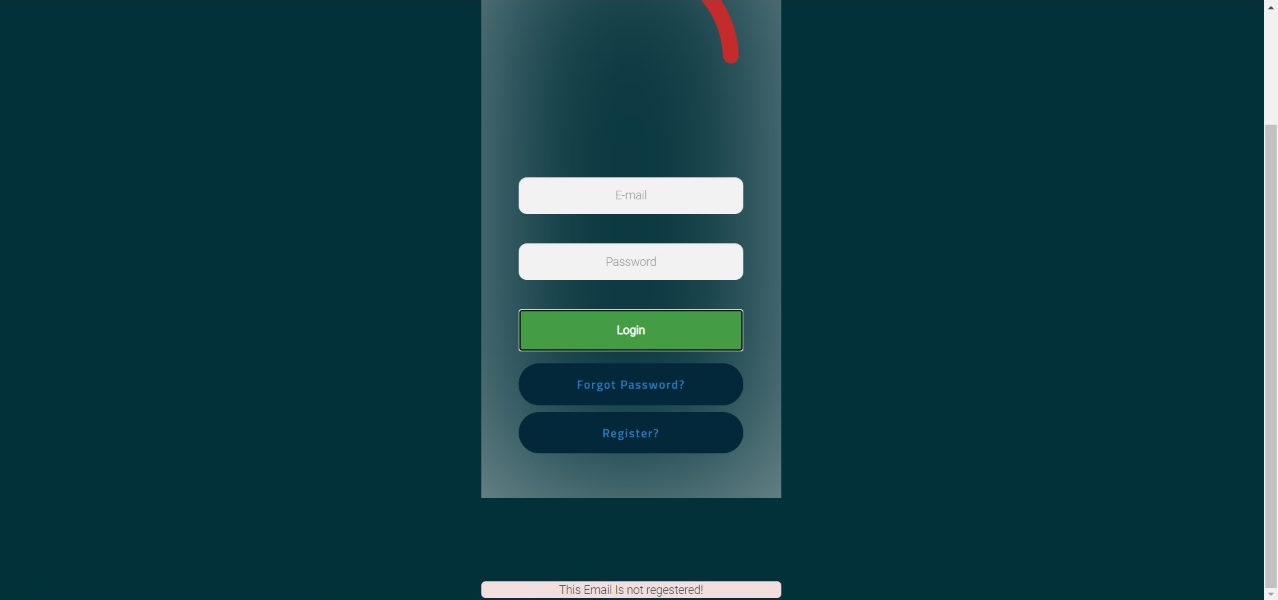 E-mail
Password
Login
Forgot Password?
Register?
This Email Is not regestered!